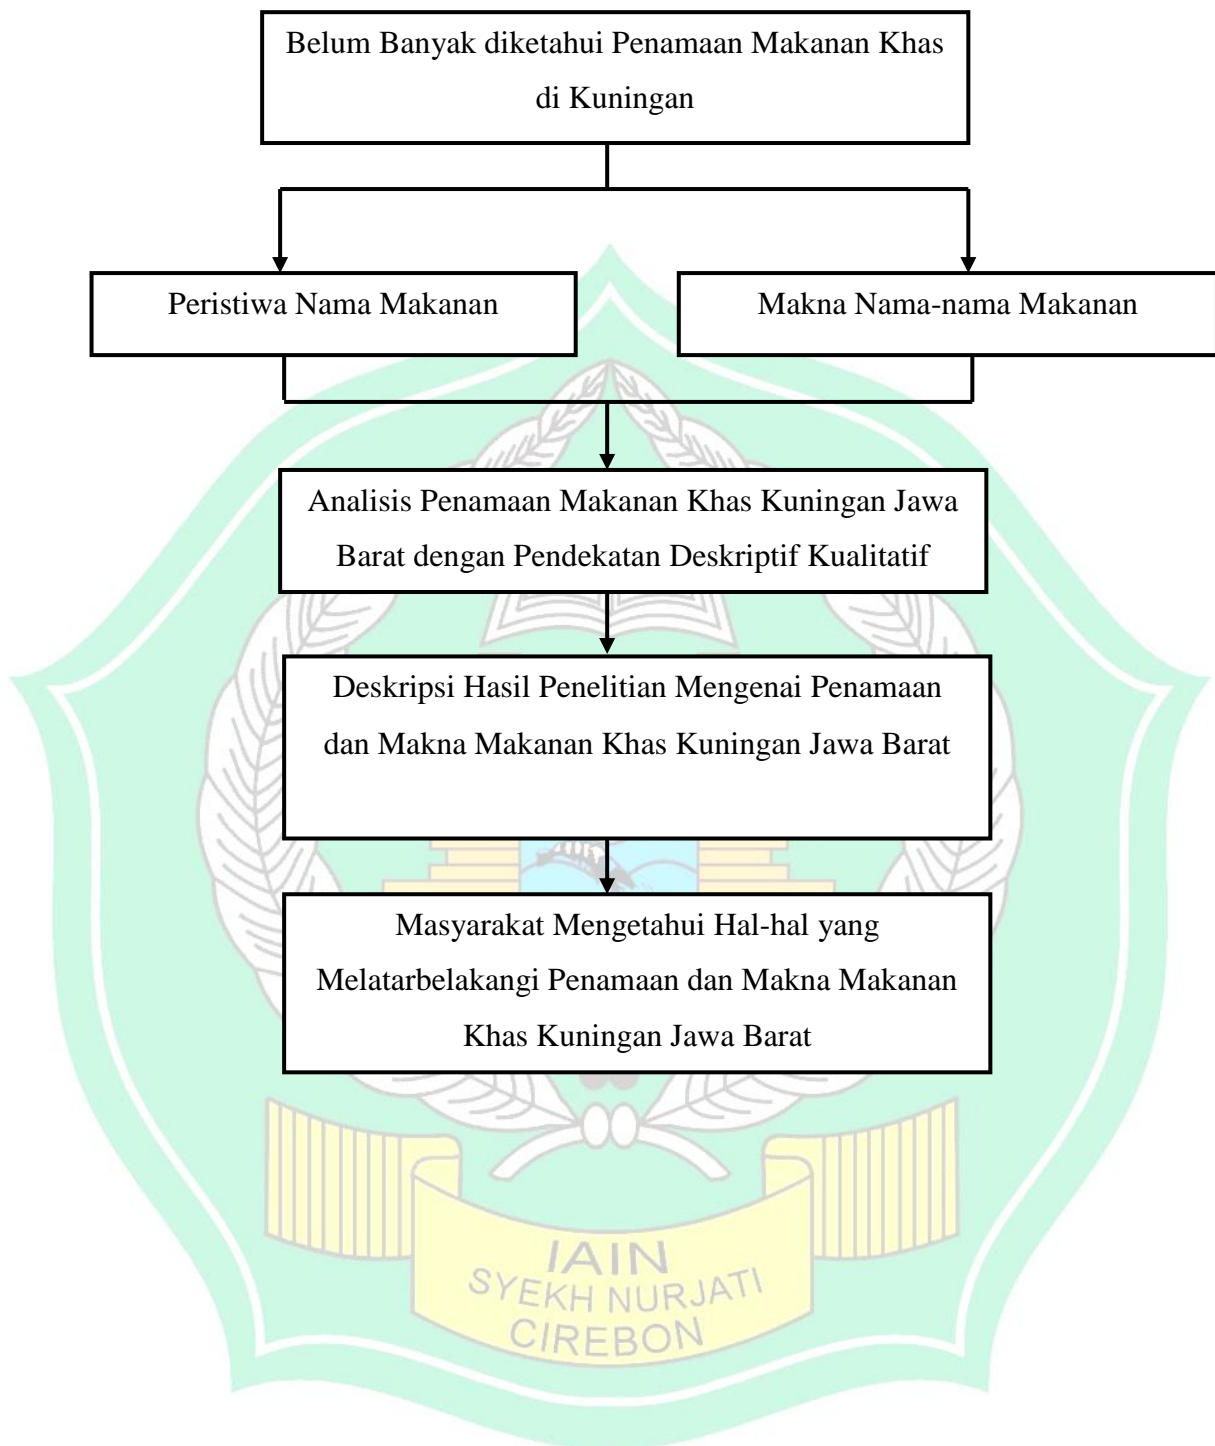 Belum Banyak diketahui Penamaan Makanan Khas
di Kuningan
Peristiwa Nama Makanan
Makna Nama-nama Makanan
Analisis Penamaan Makanan Khas Kuningan Jawa
Barat dengan Pendekatan Deskriptif Kualitatif
Deskripsi Hasil Penelitian Mengenai Penamaan
dan Makna Makanan Khas Kuningan Jawa Barat
Masyarakat Mengetahui Hal-hal yang
Melatarbelakangi Penamaan dan Makna Makanan
Khas Kuningan Jawa Barat
IAIN
SYEKH NURJATI
CIREBON